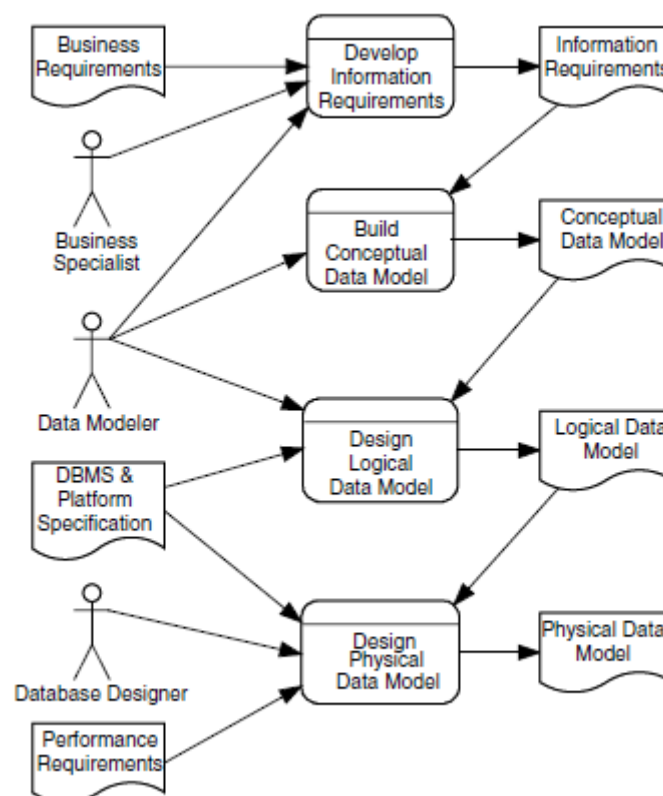 Business
Requirements
Develop
Information
Requirements
Information
Requirements
Business
Specialist
Build
Conceptual
Data Model
Conceptual
Data Model
Data Modeler
Design
Logical
Data Model
Logical Data
Model
DBMS &
Platform
Specification
Database Designer
Design
Physical
Data Model
Physical Data
Model
Performance
Requirements